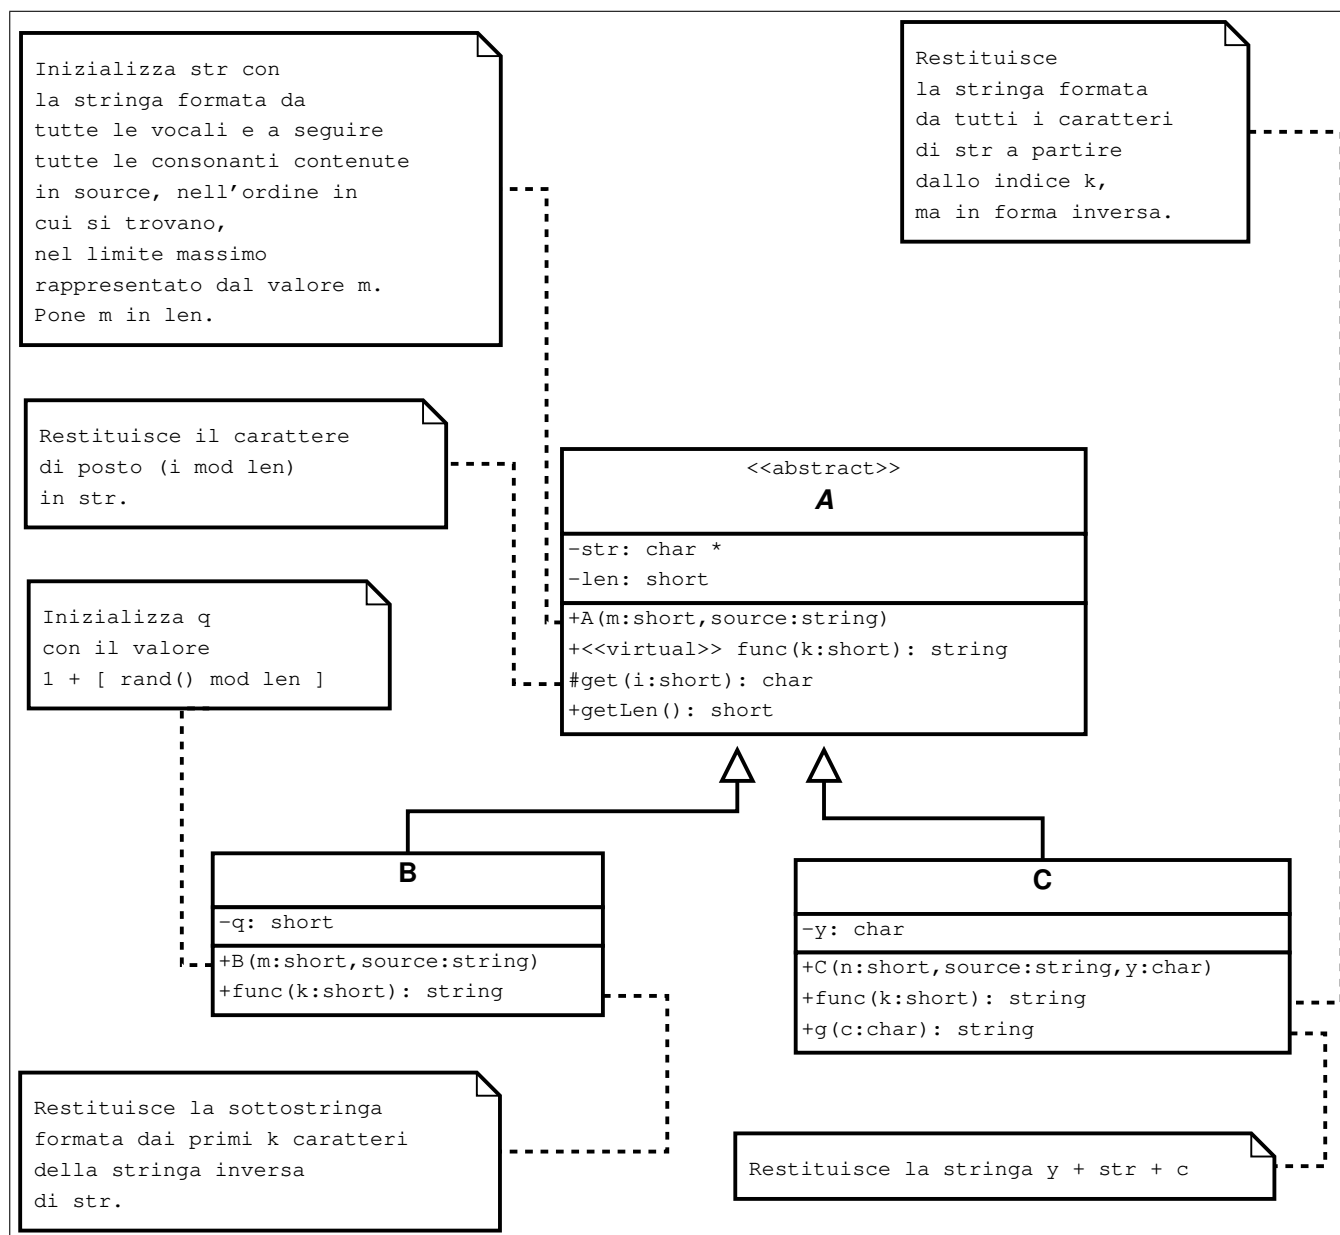 Inizializza str con
la stringa formata da
tutte le vocali e a seguire
tutte le consonanti contenute
in source, nell'ordine in
cui si trovano,
nel limite massimo
rappresentato dal valore m.
Pone m in len.
Restituisce
la stringa formata
da tutti i caratteri
di str a partire
dallo indice k,
ma in forma inversa.
Restituisce il carattere
di posto (i mod len)
in str.
<<abstract>>
A
-str: char *
-len: short
+A(m:short,source:string)
+<<virtual>> func(k:short): string
#get(i:short): char
+getLen(): short
Inizializza q
con il valore
1 + [ rand() mod len ]
B
-q: short
+B(m:short,source:string)
+func(k:short): string
C
-y: char
+C(n:short,source:string,y:char)
+func(k:short): string
+g(c:char): string
Restituisce la sottostringa
formata dai primi k caratteri
della stringa inversa
di str.
Restituisce la stringa y + str + c